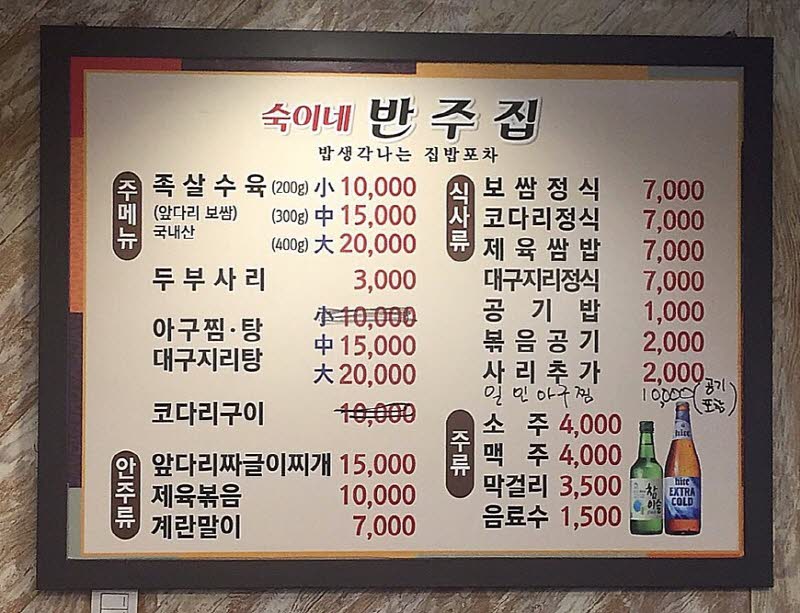 숙이네 반주집
밥생각나는 집밥포차
주메뉴
족살수육 (200g) 小 10,000
(앞다리 보쌈) (300g) 中 15,000
국내산 (400g) 大 20,000
두부사리 3,000
小 10,000
아구찜·탕 中 15,000
대구지리탕 大 20,000
코다리구이 10,000
안주류
앞다리짜글이찌개 15,000
제육볶음 10,000
계란말이 7,000
식사류
보쌈정식 7,000
코다리정식 7,000
제육쌈밥 7,000
대구지리정식 7,000
공기밥 1,000
볶음공기 2,000
사리추가 2,000
일인아구찜 10,000 (공기
포함)
주류
소주 4,000
맥주 4,000
막걸리 3,500
음료수 1,500
참이슬
hite
hite
EXTRA
COLD